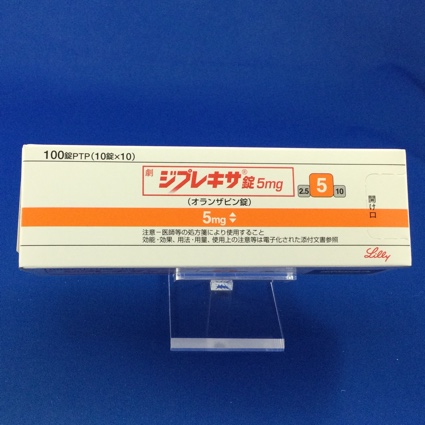 100錠PTP(10錠×10)
劇 ジプレキサ®錠5mg
2.5 5 10
(オランザピン錠)
開け口
5mg
注意-医師等の処方箋により使用すること
効能・効果、用法・用量、使用上の注意等は電子化された添付文書参照
Lilly